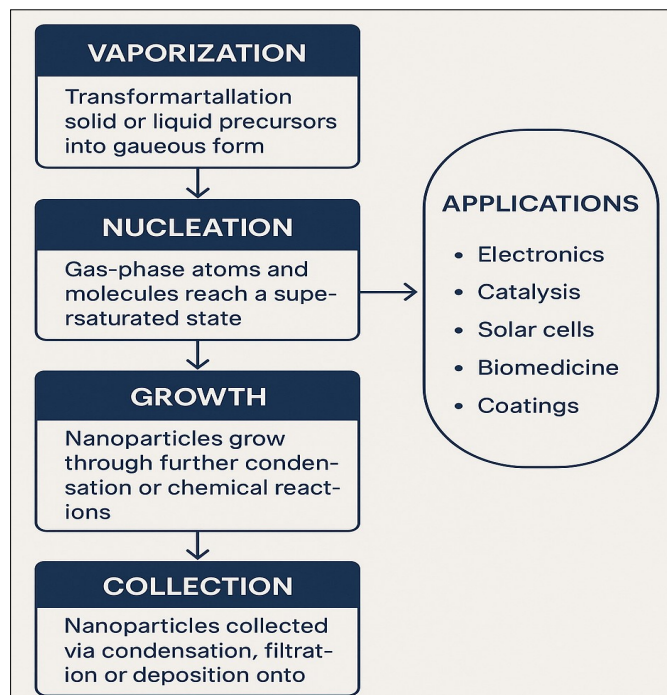 VAPORIZATION
Transformartallation
solid or liquid precursors
into gaueous form
NUCLEATION
Gas-phase atoms and
molecules reach a supe-
rsaturated state
GROWTH
Nanoparticles grow
through further conden-
sation or chemical react-
ions
COLLECTION
Nanoparticles collected
via condensation, filtrat-
ion or deposition onto
APPLICATIONS
• Electronics
• Catalysis
• Solar cells
• Biomedicine
• Coatings